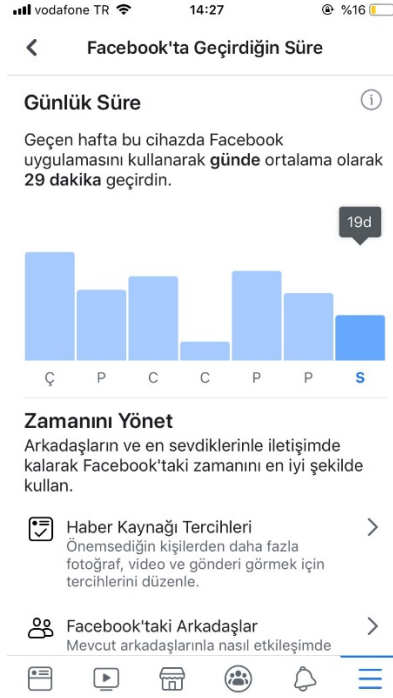 vodafone TR 14:27 %16
Facebook'ta Geçirdiğin Süre
Günlük Süre
Geçen hafta bu cihazda Facebook
uygulamasını kullanarak günde ortalama olarak
29 dakika geçirdin.
19d
Ç P C C P P S
Zamanını Yönet
Arkadaşların ve en sevdiklerinle iletişimde
kalarak Facebook'taki zamanını en iyi şekilde
kullan.
Haber Kaynağı Tercihleri
Önemsediğin kişilerden daha fazla
fotoğraf, video ve gönderi görmek için
tercihlerini düzenle.
Facebook'taki Arkadaşlar
Mevcut arkadaşlarınla nasıl etkileşimde